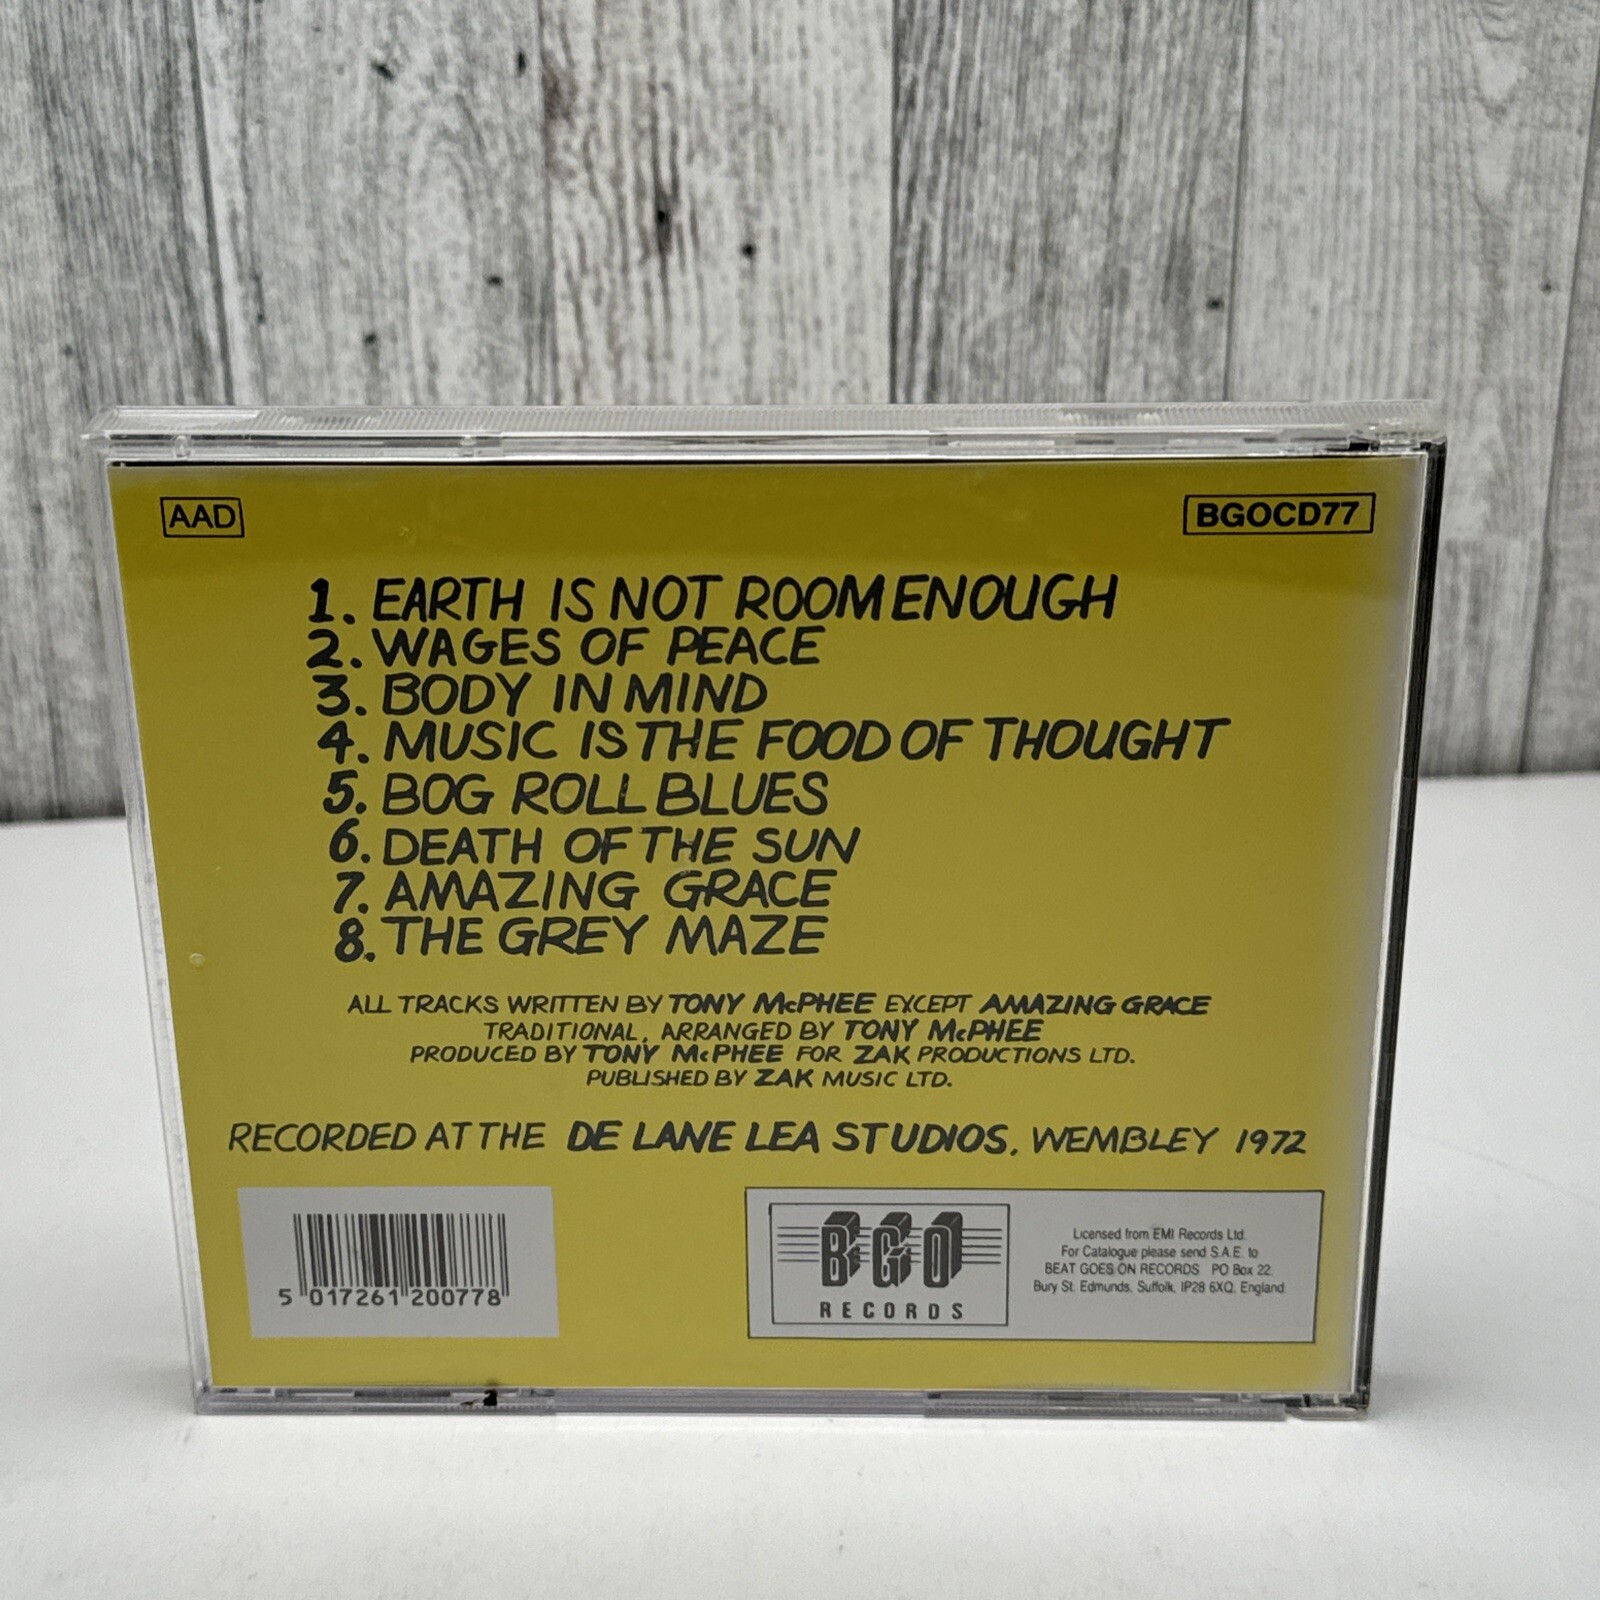 AAD
BGOCD77
1. EARTH IS NOT ROOM ENOUGH
2. WAGES OF PEACE
3. BODY IN MIND
4. MUSIC IS THE FOOD OF THOUGHT
5. BOG ROLL BLUES
6. DEATH OF THE SUN
7. AMAZING GRACE
8. THE GREY MAZE
ALL TRACKS WRITTEN BY TONY McPHEE EXCEPT AMAZING GRACE
TRADITIONAL, ARRANGED BY TONY McPHEE
PRODUCED BY TONY McPHEE FOR ZAK PRODUCTIONS LTD.
PUBLISHED BY ZAK MUSIC LTD.
RECORDED AT THE DE LANE LEA STUDIOS, WEMBLEY 1972
5 017261 200778
BGO
RECORDS
Licensed from EMI Records Ltd.
For Catalogue please send S.A.E. to
BEAT GOES ON RECORDS PO Box 22,
Bury St. Edmunds, Suffolk, IP28 6XQ, England